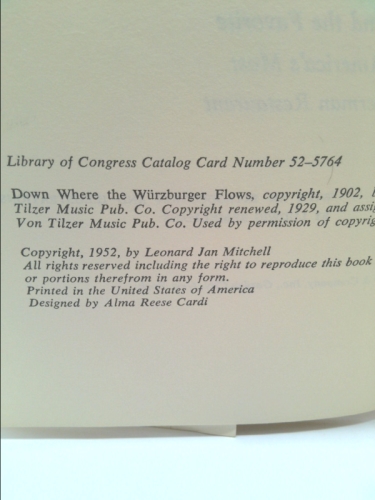 Library of Congress Catalog Card Number 52–5764
Down Where the Würzburger Flows, copyright, 1902,
Tilzer Music Pub. Co. Copyright renewed, 1929, and
Von Tilzer Music Pub. Co. Used by permission of
Copyright, 1952, by Leonard Jan Mitchell
All rights reserved including the right to reproduce this book
or portions therefrom in any form.
Printed in the United States of America
Designed by Alma Reese Cardi